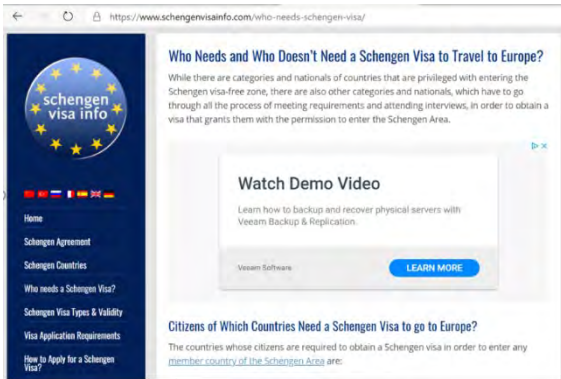 https://www.schengenvisainfo.com/who-needs-schengen-visa/
schengen
visa info
Home
Schengen Agreement
Schengen Countries
Who needs a Schengen Visa?
Schengen Visa Types & Validity
Visa Application Requirements
How to Apply for a Schengen
Visa?
Who Needs and Who Doesn't Need a Schengen Visa to Travel to Europe?
While there are categories and nationals of countries that are privileged with entering the
Schengen visa-free zone, there are also other categories and nationals, which have to go
through all the process of meeting requirements and attending interviews, in order to obtain a
visa that grants them with the permission to enter the Schengen Area.
Watch Demo Video
Learn how to backup and recover physical servers with
Veeam Backup & Replication.
Veeam Software
LEARN MORE
Citizens of Which Countries Need a Schengen Visa to go to Europe?
The countries whose citizens are required to obtain a Schengen visa in order to enter any
member country of the Schengen Area are: